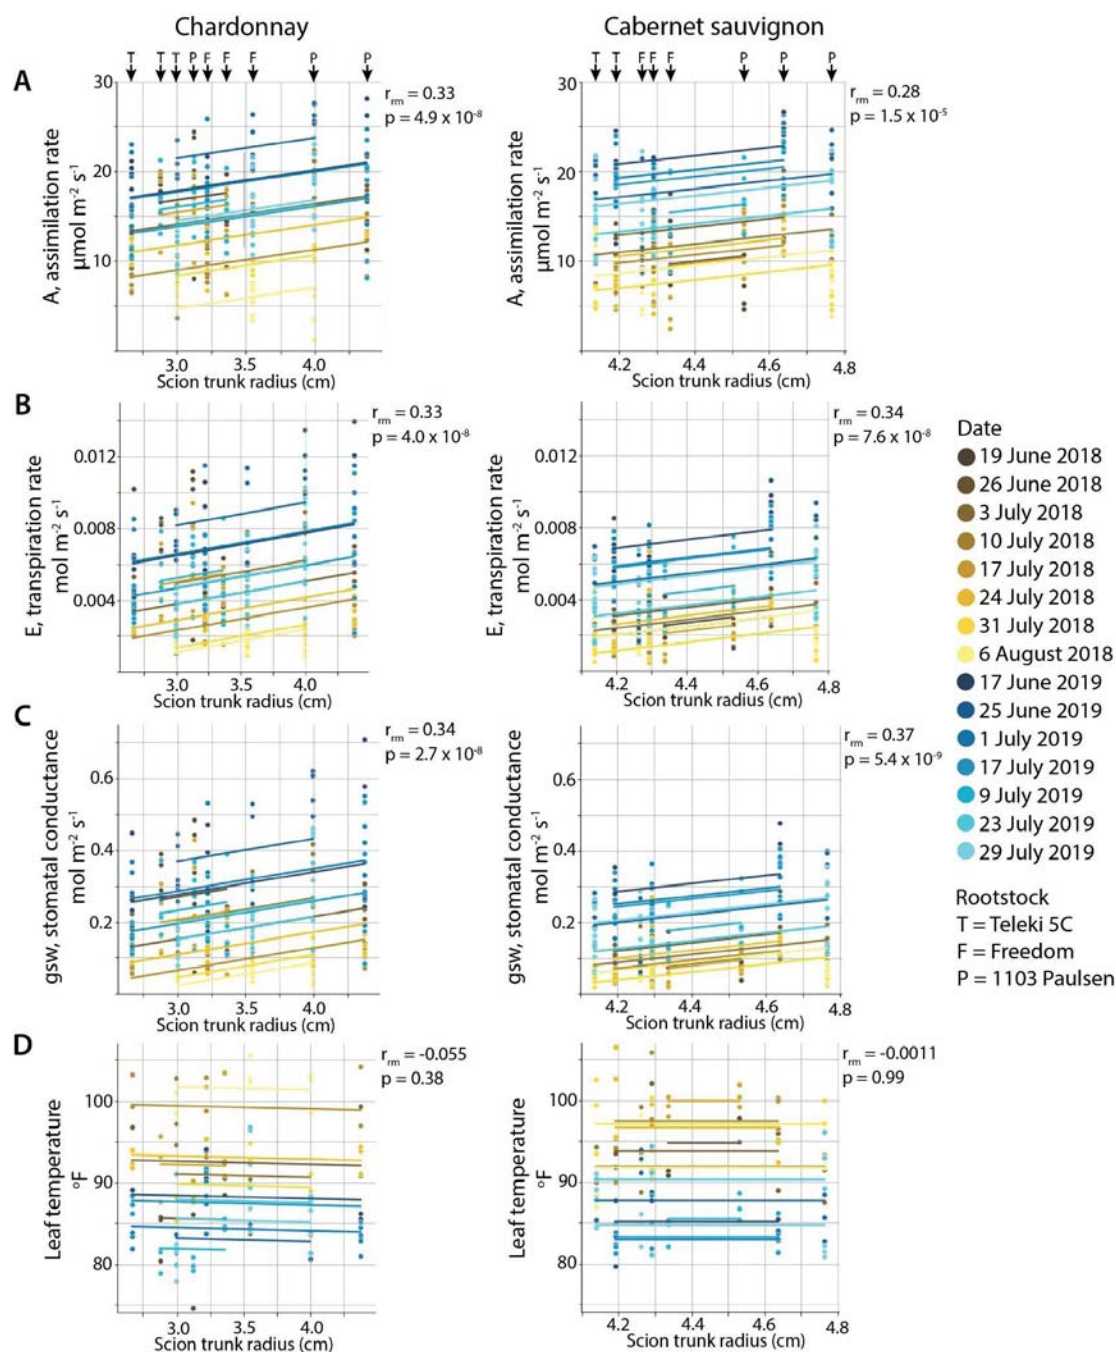 Chardonnay
Cabernet sauvignon
T T T P F F F P P
T T F F F P P P
A
30
20
10
0
A, assimilation rate
μmol m⁻² s⁻¹
3.0 3.5 4.0
Scion trunk radius (cm)
r rm = 0.33
p = 4.9 x 10⁻⁸
30
20
10
A, assimilation rate
μmol m⁻² s⁻¹
4.2 4.4 4.6 4.8
Scion trunk radius (cm)
r rm = 0.28
p = 1.5 x 10⁻⁵
B
0.012
0.008
0.004
E, transpiration rate
mol m⁻² s⁻¹
3.0 3.5 4.0
Scion trunk radius (cm)
r rm = 0.33
p = 4.0 x 10⁻⁸
0.012
0.008
0.004
E, transpiration rate
mol m⁻² s⁻¹
4.2 4.4 4.6 4.8
Scion trunk radius (cm)
r rm = 0.34
p = 7.6 x 10⁻⁸
C
0.6
0.4
0.2
gsw, stomatal conductance
mol m⁻² s⁻¹
3.0 3.5 4.0
Scion trunk radius (cm)
r rm = 0.34
p = 2.7 x 10⁻⁸
0.6
0.4
0.2
gsw, stomatal conductance
mol m⁻² s⁻¹
4.2 4.4 4.6 4.8
Scion trunk radius (cm)
r rm = 0.37
p = 5.4 x 10⁻⁹
D
100
90
80
Leaf temperature
°F
3.0 3.5 4.0
Scion trunk radius (cm)
r rm = -0.055
p = 0.38
100
90
80
Leaf temperature
°F
4.2 4.4 4.6 4.8
Scion trunk radius (cm)
r rm = -0.0011
p = 0.99
Date
19 June 2018
26 June 2018
3 July 2018
10 July 2018
17 July 2018
24 July 2018
31 July 2018
6 August 2018
17 June 2019
25 June 2019
1 July 2019
17 July 2019
9 July 2019
23 July 2019
29 July 2019
Rootstock
T = Teleki 5C
F = Freedom
P = 1103 Paulsen